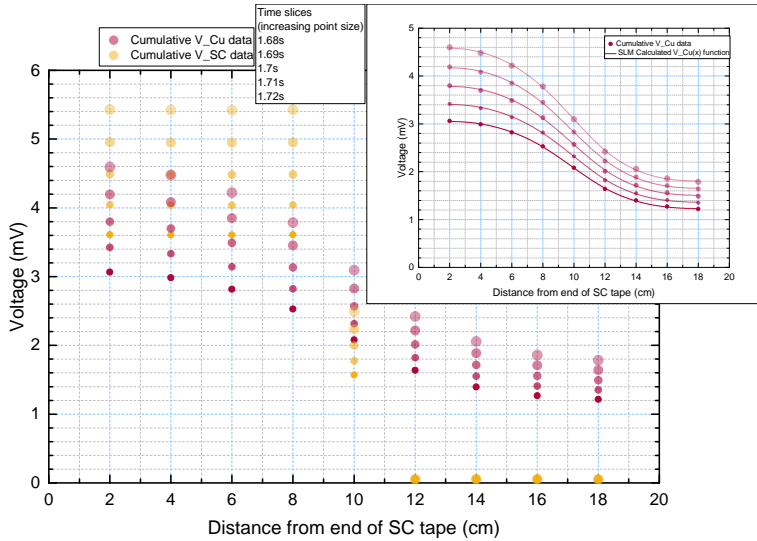 Time slices
(increasing point size)
1.68s
1.69s
1.7s
1.71s
1.72s
Cumulative V_Cu data
Cumulative V_SC data
6
5
4
3
2
1
0
Voltage (mV)
0
2
4
6
8
10
12
14
16
18
20
Distance from end of SC tape (cm)
Cumulative V_Cu data
SLM Calculated V_Cu(x) function
5
4
3
2
1
0
Voltage (mV)
0
2
4
6
8
10
12
14
16
18
20
Distance from end of SC tape (cm)